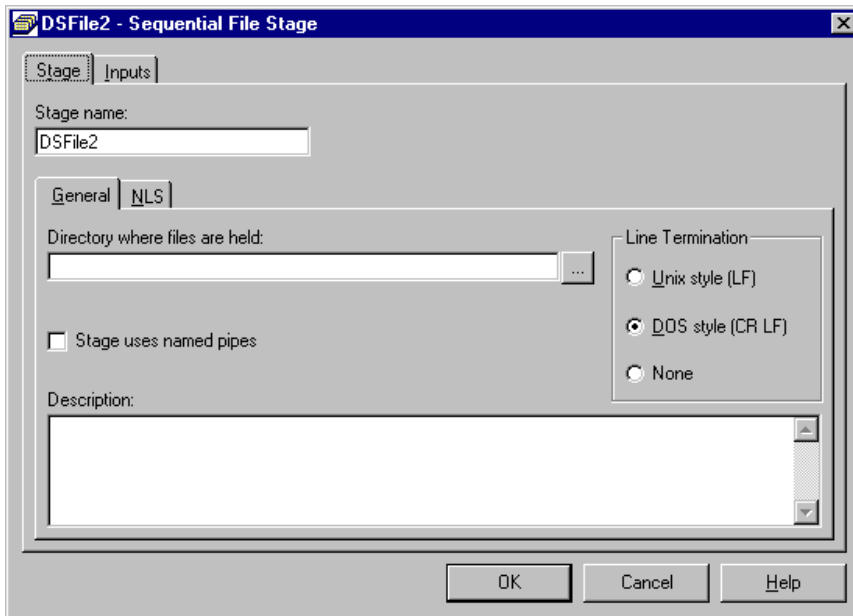 DSFile2 - Sequential File Stage
Stage Inputs
Stage name:
DSFile2
General NLS
Directory where files are held:
...
Line Termination
Unix style (LF)
DOS style (CR LF)
None
Stage uses named pipes
Description:
OK Cancel Help